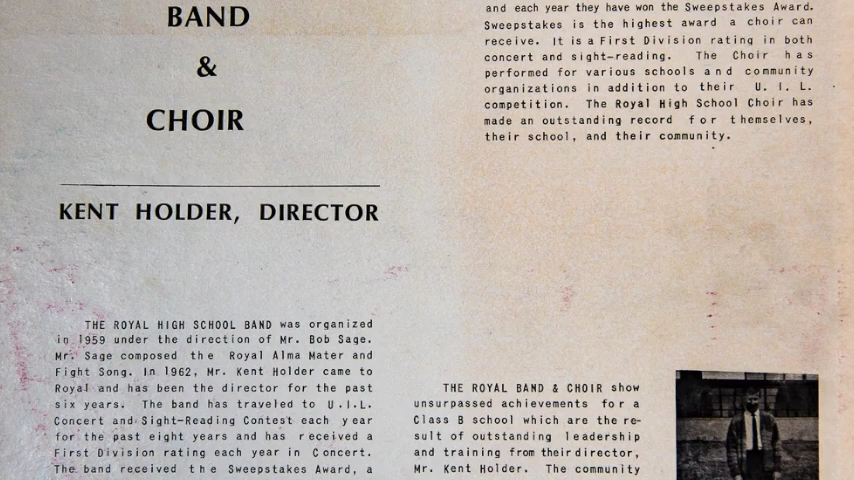 BAND
&
CHOIR
KENT HOLDER, DIRECTOR
THE ROYAL HIGH SCHOOL BAND was organized
in 1959 under the direction of Mr. Bob Sage.
Mr. Sage composed the Royal Alma Mater and
Fight Song. In 1962, Mr. Kent Holder came to
Royal and has been the director for the past
six years. The band has traveled to U.I.L.
Concert and Sight-Reading Contest each year
for the past eight years and has received a
First Division rating each year in Concert.
The band received the Sweepstakes Award, a
and each year they have won the Sweepstakes Award.
Sweepstakes is the highest award a choir can
receive. It is a First Division rating in both
concert and sight-reading. The Choir has
performed for various schools and community
organizations in addition to their U. I. L.
competition. The Royal High School Choir has
made an outstanding record for themselves,
their school, and their community.
THE ROYAL BAND & CHOIR show
unsurpassed achievements for a
Class B school which are the re-
sult of outstanding leadership
and training from their director,
Mr. Kent Holder. The community